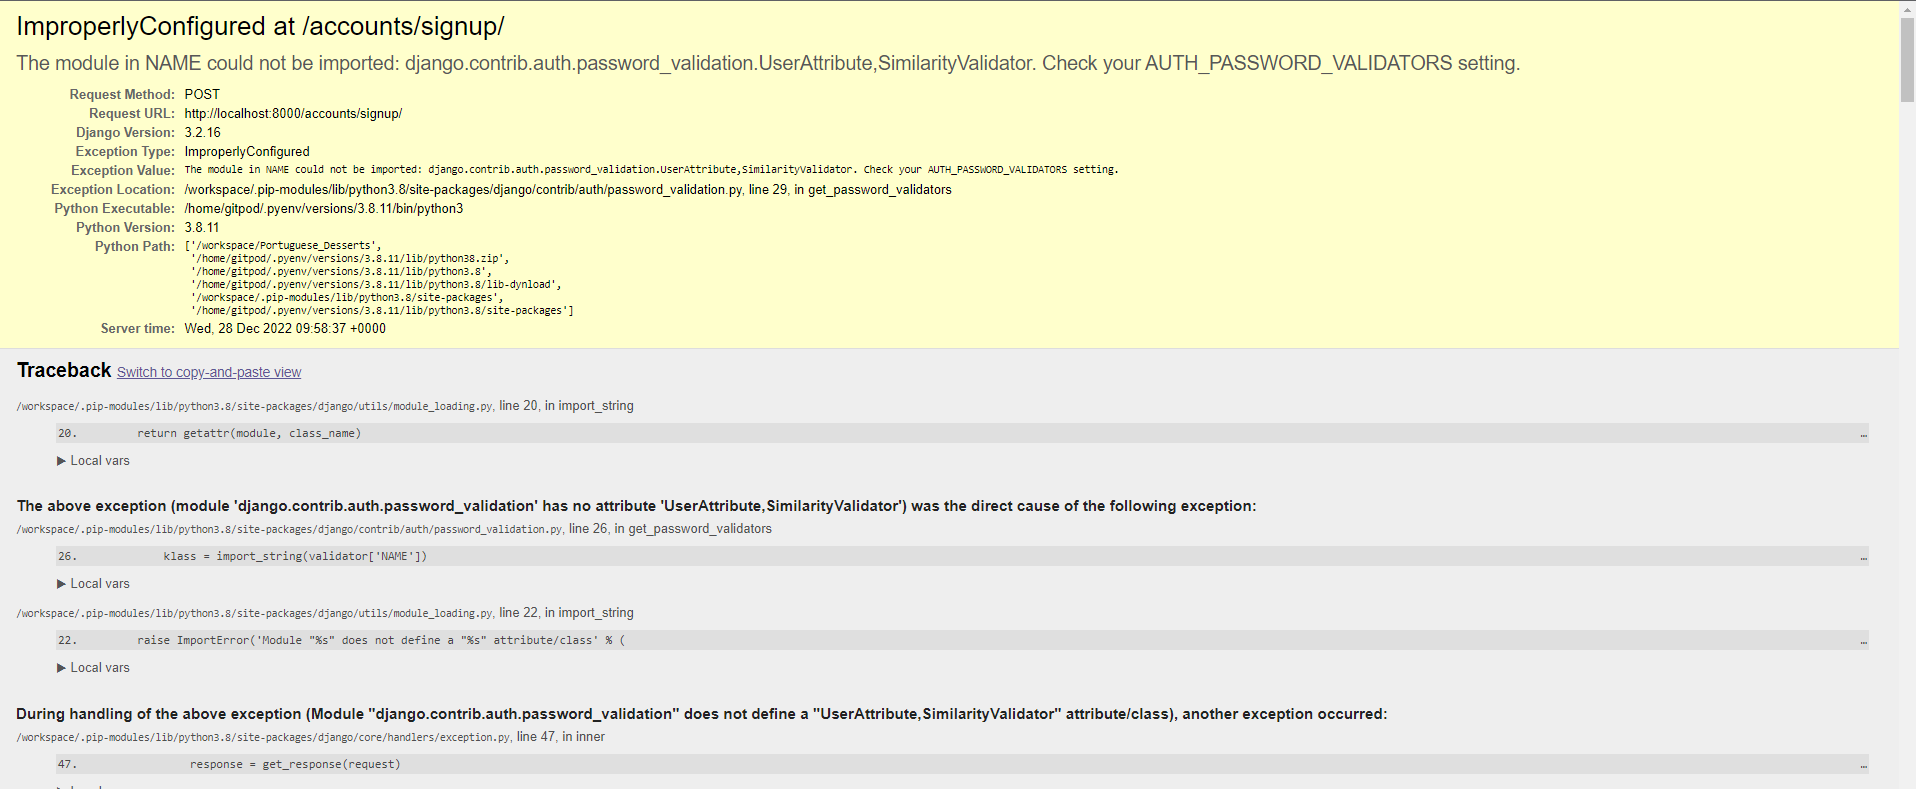 ImproperlyConfigured at /accounts/signup/
The module in NAME could not be imported: django.contrib.auth.password_validation.UserAttribute,SimilarityValidator. Check your AUTH_PASSWORD_VALIDATORS setting.
Request Method: POST
Request URL: http://localhost:8000/accounts/signup/
Django Version: 3.2.16
Exception Type: ImproperlyConfigured
Exception Value: The module in NAME could not be imported: django.contrib.auth.password_validation.UserAttribute,SimilarityValidator. Check your AUTH_PASSWORD_VALIDATORS setting.
Exception Location: /workspace/.pip-modules/lib/python3.8/site-packages/django/contrib/auth/password_validation.py, line 29, in get_password_validators
Python Executable: /home/gitpod/.pyenv/versions/3.8.11/bin/python3
Python Version: 3.8.11
Python Path: ['/workspace/Portuguese_Desserts',
'/home/gitpod/.pyenv/versions/3.8.11/lib/python38.zip',
'/home/gitpod/.pyenv/versions/3.8.11/lib/python3.8',
'/home/gitpod/.pyenv/versions/3.8.11/lib/python3.8/lib-dynload',
'/workspace/.pip-modules/lib/python3.8/site-packages',
'/home/gitpod/.pyenv/versions/3.8.11/lib/python3.8/site-packages']
Server time: Wed, 28 Dec 2022 09:58:37 +0000
Traceback Switch to copy-and-paste view
/workspace/.pip-modules/lib/python3.8/site-packages/django/utils/module_loading.py, line 20, in import_string
20. return getattr(module, class_name) …
▶ Local vars
The above exception (module 'django.contrib.auth.password_validation' has no attribute 'UserAttribute,SimilarityValidator') was the direct cause of the following exception:
/workspace/.pip-modules/lib/python3.8/site-packages/django/contrib/auth/password_validation.py, line 26, in get_password_validators
26. klass = import_string(validator['NAME']) …
▶ Local vars
/workspace/.pip-modules/lib/python3.8/site-packages/django/utils/module_loading.py, line 22, in import_string
22. raise ImportError('Module "%s" does not define a "%s" attribute/class' % ( …
▶ Local vars
During handling of the above exception (Module "django.contrib.auth.password_validation" does not define a "UserAttribute,SimilarityValidator" attribute/class), another exception occurred:
/workspace/.pip-modules/lib/python3.8/site-packages/django/core/handlers/exception.py, line 47, in inner
47. response = get_response(request) …